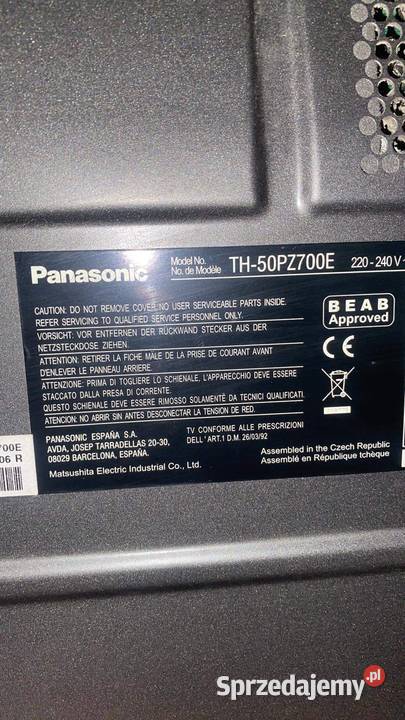 Panasonic
Model No.
No. de Modèle
TH-50PZ700E
220 - 240 V ~
CAUTION: DO NOT REMOVE COVER, NO USER SERVICEABLE PARTS INSIDE.
REFER SERVICING TO QUALIFIED SERVICE PERSONNEL ONLY.
VORSICHT: VOR ENTFERNEN DER RÜCKWAND STECKER AUS DER
NETZSTECKDOSE ZIEHEN.
ATTENTION: RETIRER LA FICHE MALE DE LA PRISE DE COURANT AVANT
D'ENLEVER LE PANNEAU ARRIERE.
ATTENZIONE: PRIMA DI TOGLIERE LO SCHIENALE, L'APPARECCHIO DEVE ESSERE
STACCATO DALLA PRESA DI CORRENTE.
QUESTO SCHIENALE DEVE ESSERE RIMOSSO SOLAMENTE DA TECNICI QUALIFICATI.
ATENCION: NO ABRIR SIN ANTES DESCONECTAR LA TENSION DE RED.
BEAB
Approved
CE
PANASONIC ESPAÑA S.A.
AVDA. JOSEP TARRADELLAS 20-30,
08029 BARCELONA, ESPAÑA.
Matsushita Electric Industrial Co., Ltd.
TV CONFORME ALLE PRESCRIZIONI
DELL' ART.1 D.M. 26/03/92
Assembled in the Czech Republic
Assemblé en République tchèque
700E
06 R
Sprzedajemy.pl